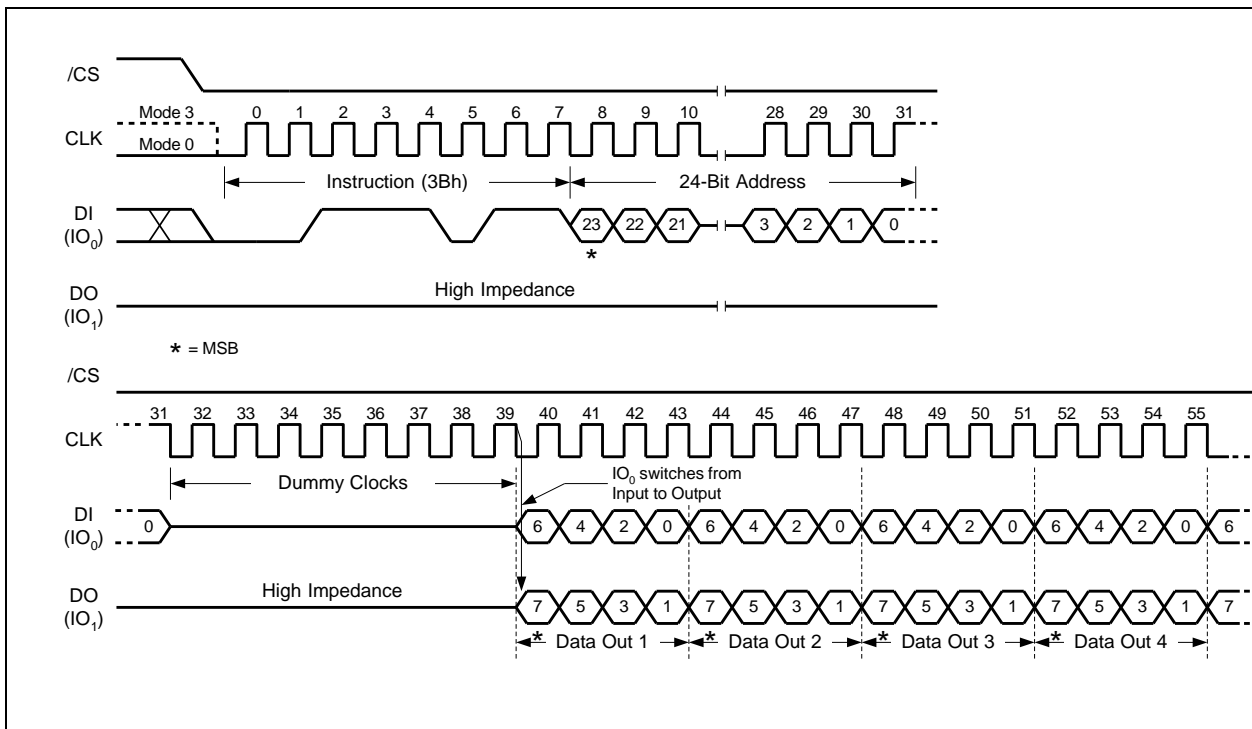 /CS
Mode 3 0 1 2 3 4 5 6 7 8 9 10 28 29 30 31
CLK
Mode 0
Instruction (3Bh) 24-Bit Address
DI
(IO0)
23 22 21 3 2 1 0
*
High Impedance
DO
(IO1)
* = MSB
/CS
31 32 33 34 35 36 37 38 39 40 41 42 43 44 45 46 47 48 49 50 51 52 53 54 55
CLK
Dummy Clocks
IO0 switches from
Input to Output
DI
(IO0)
0 6 4 2 0 6 4 2 0 6 4 2 0 6 4 2 0 6
High Impedance
DO
(IO1)
7 5 3 1 7 5 3 1 7 5 3 1 7 5 3 1 7
* Data Out 1 * Data Out 2 * Data Out 3 * Data Out 4